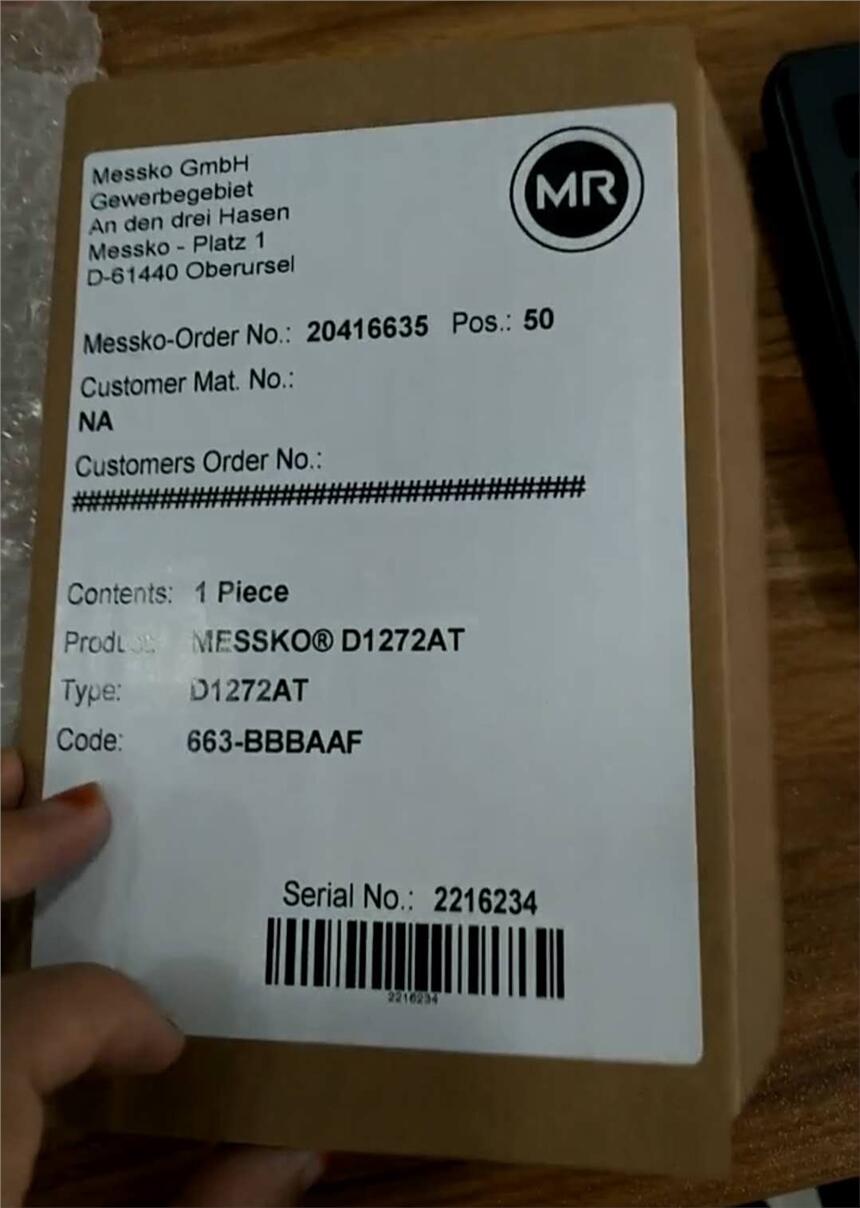 Messko GmbH
Gewerbegebiet
An den drei Hasen
Messko - Platz 1
D-61440 Oberursel
MR
Messko-Order No.: 20416635 Pos.: 50
Customer Mat. No.:
NA
Customers Order No.:
###################################
Contents: 1 Piece
MESSKO® D1272AT
Type: D1272AT
Code: 663-BBBAAF
Serial No.: 2216234
2216234